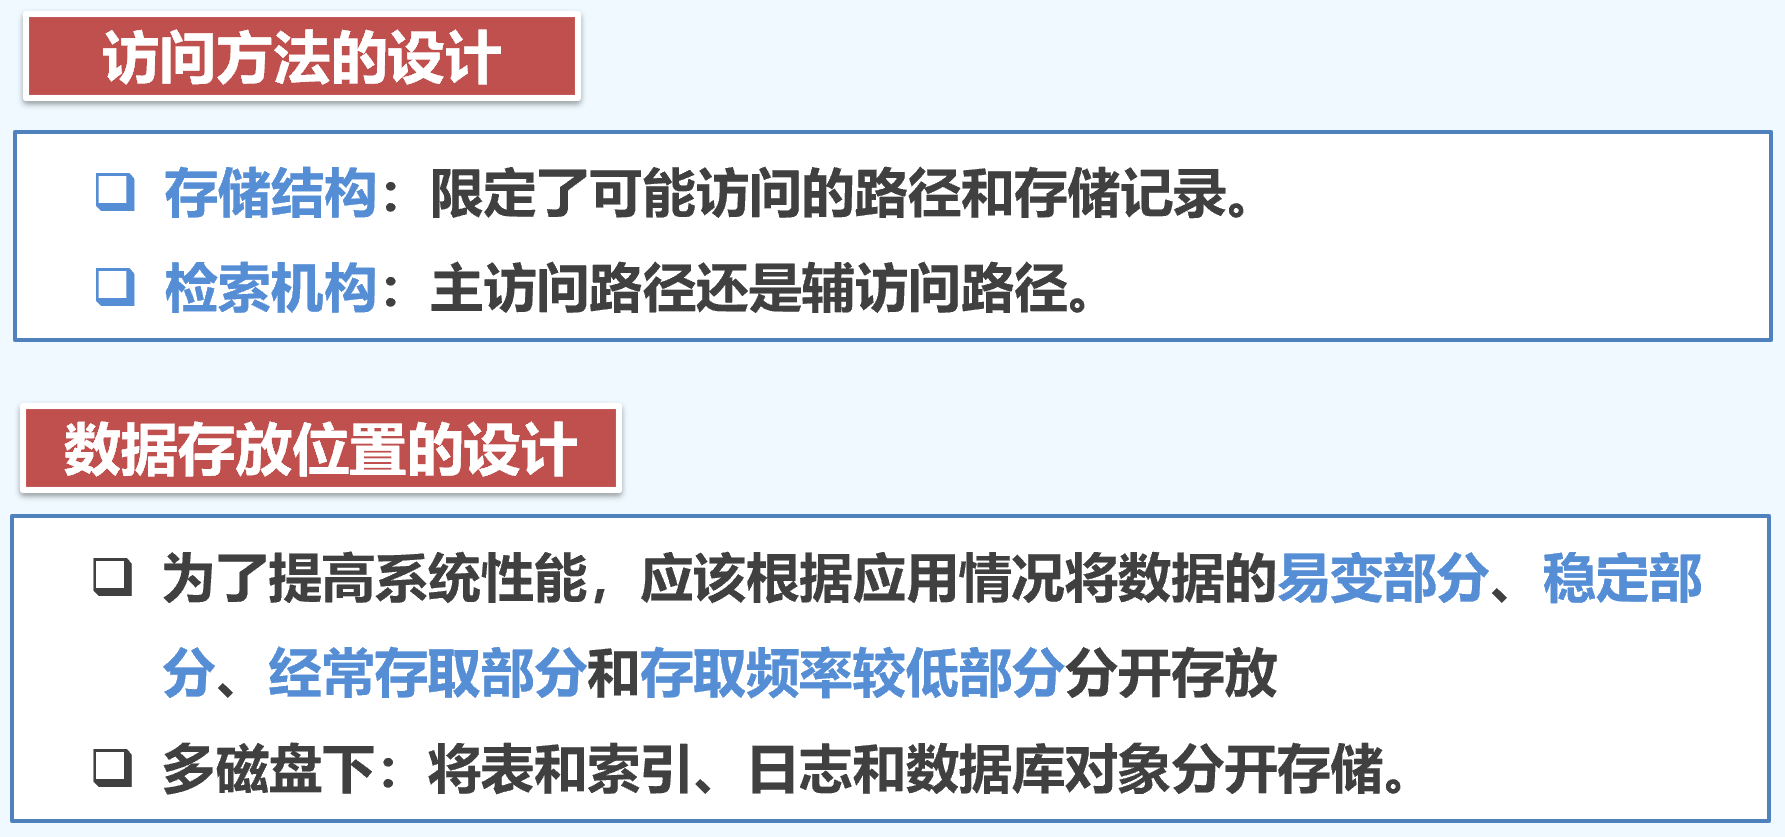 访问方法的设计
存储结构：限定了可能访问的路径和存储记录。
检索机构：主访问路径还是辅访问路径。
数据存放位置的设计
为了提高系统性能，应该根据应用情况将数据的易变部分、稳定部
分、经常存取部分和存取频率较低部分分开存放
多磁盘下：将表和索引、日志和数据库对象分开存储。